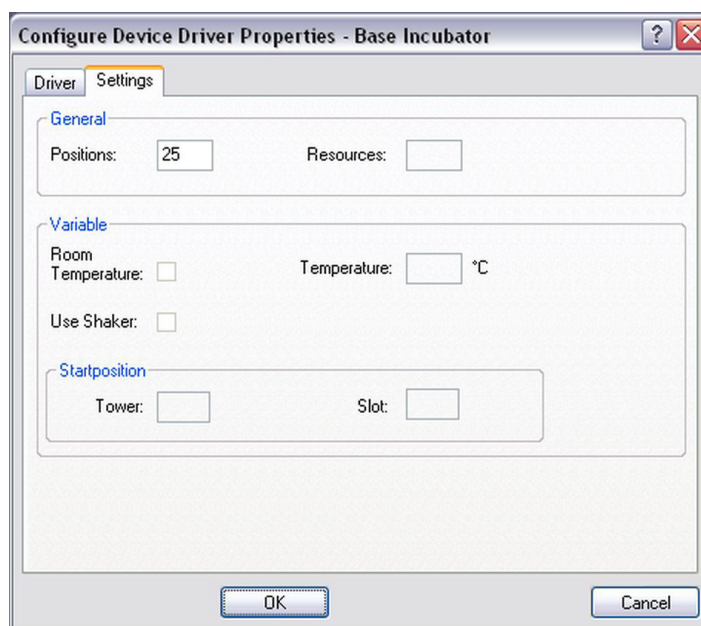 Configure Device Driver Properties - Base Incubator
Driver Settings
General
Positions: 25 Resources:
Variable
Room
Temperature: Temperature: °C
Use Shaker:
Startposition
Tower: Slot:
OK Cancel